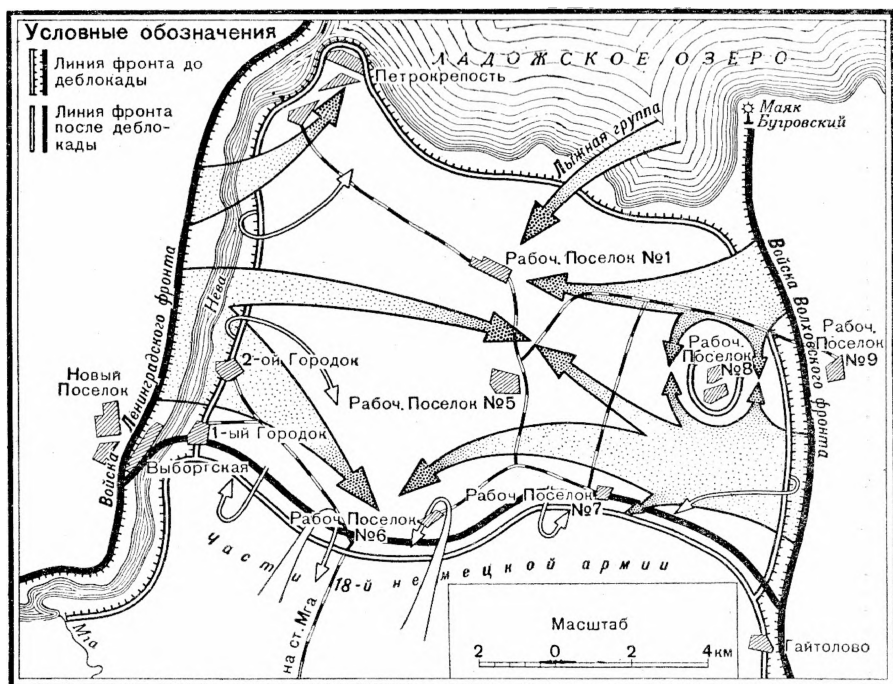 Условные обозначения
Линия фронта до
деблокады
Линия фронта
после дебло-
кады
ЛАДОЖСКОЕ ОЗЕРО
Петрокрепость
Маяк
Бугровский
Лыжная группа
Рабоч. Поселок №1
Войска Волховского фронта
Рабоч.
Поселок
№8
Рабоч.
Поселок
№9
Нева
Войска Ленинградского фронта
2-ой Городок
Новый
Поселок
Рабоч. Поселок №5
1-ый Городок
Выборгская
Рабоч. Поселок
№6
Рабоч. Поселок
№7
Части 18-й немецкой армии
Мга
на ст. Мга
Масштаб
2 0 2 4 км
Гайтолово